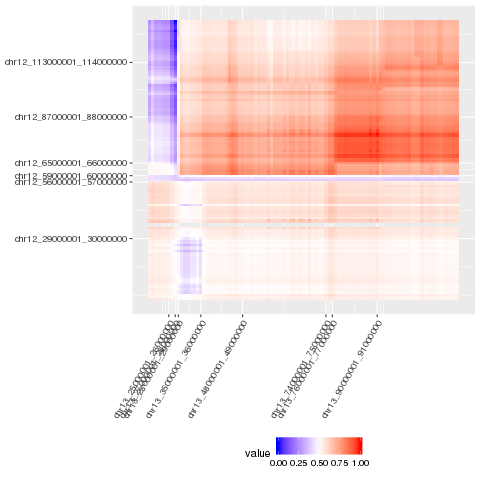 chr12_113000001_114000000
chr12_87000001_88000000
chr12_65000001_66000000
chr12_59000001_60000000
chr12_56000001_57000000
chr12_29000001_30000000
chr13_35000001_36000000
chr13_48000001_49000000
chr13_74000001_75000000
chr13_76000001_77000000
chr13_90000001_91000000
value
0.00 0.25 0.50 0.75 1.00